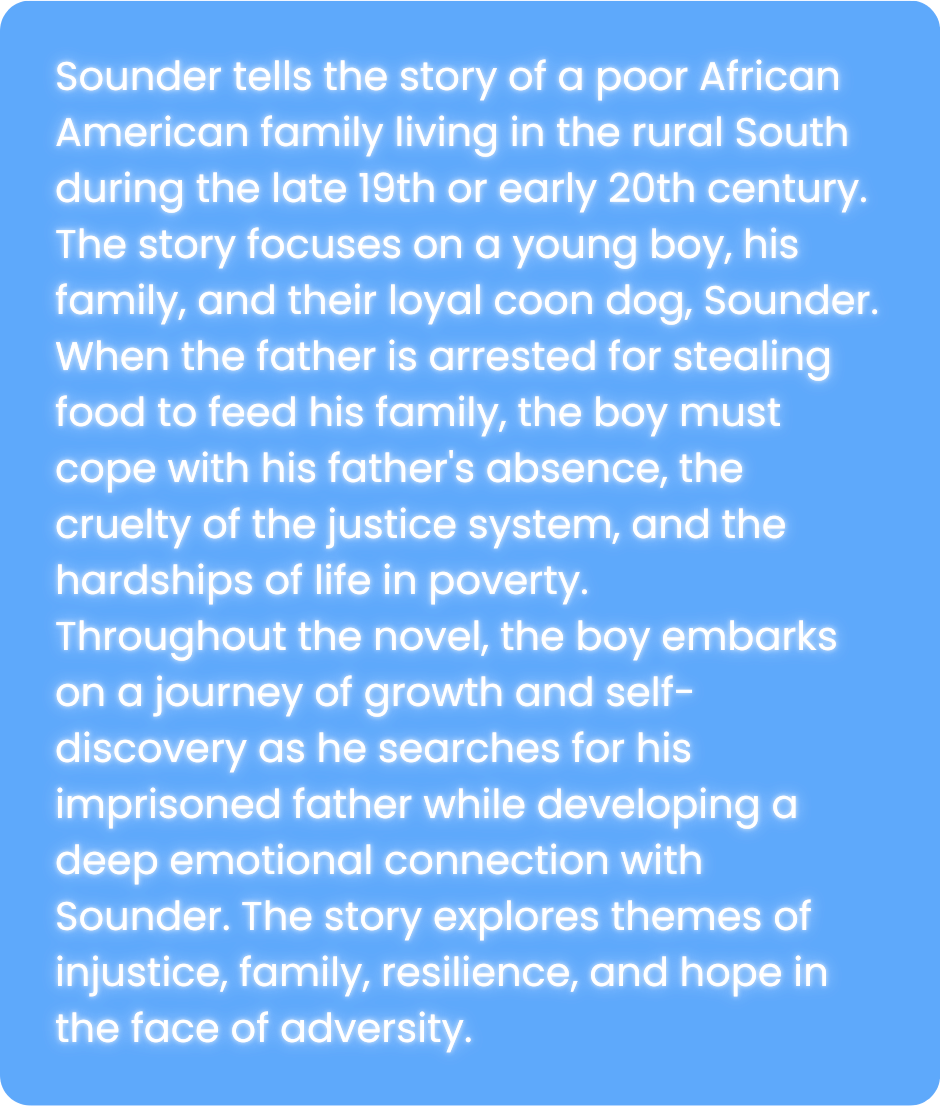 Sounder tells the story of a poor African
American family living in the rural South
during the late 19th or early 20th century.
The story focuses on a young boy, his
family, and their loyal coon dog, Sounder.
When the father is arrested for stealing
food to feed his family, the boy must
cope with his father's absence, the
cruelty of the justice system, and the
hardships of life in poverty.
Throughout the novel, the boy embarks
on a journey of growth and self-
discovery as he searches for his
imprisoned father while developing a
deep emotional connection with
Sounder. The story explores themes of
injustice, family, resilience, and hope in
the face of adversity.